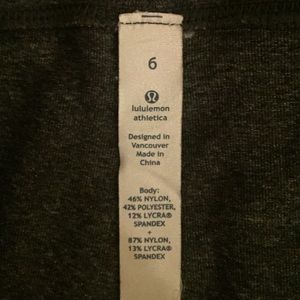 6
lululemon
athletica
Designed in
Vancouver
Made in
China
Body:
46% NYLON,
42% POLYESTER,
12% LYCRA®
SPANDEX
+
87% NYLON,
13% LYCRA®
SPANDEX